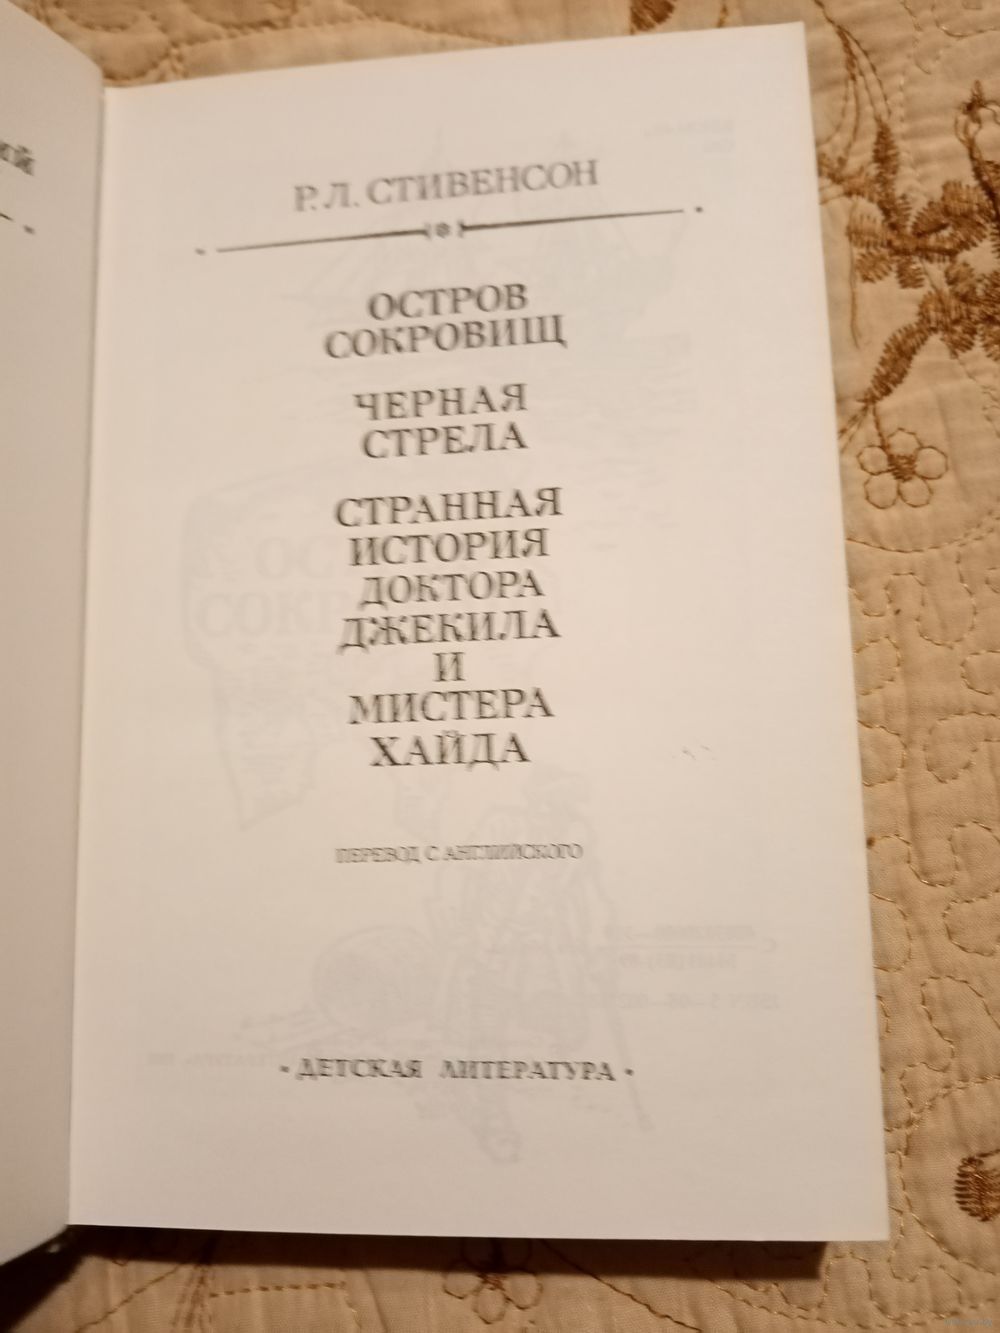 Р. Л. СТИВЕНСОН
ОСТРОВ
СОКРОВИЩ
ЧЕРНАЯ
СТРЕЛА
СТРАННАЯ
ИСТОРИЯ
ДОКТОРА
ДЖЕКИЛА
И
МИСТЕРА
ХАЙДА
ПЕРЕВОД С АНГЛИЙСКОГО
• ДЕТСКАЯ ЛИТЕРАТУРА •